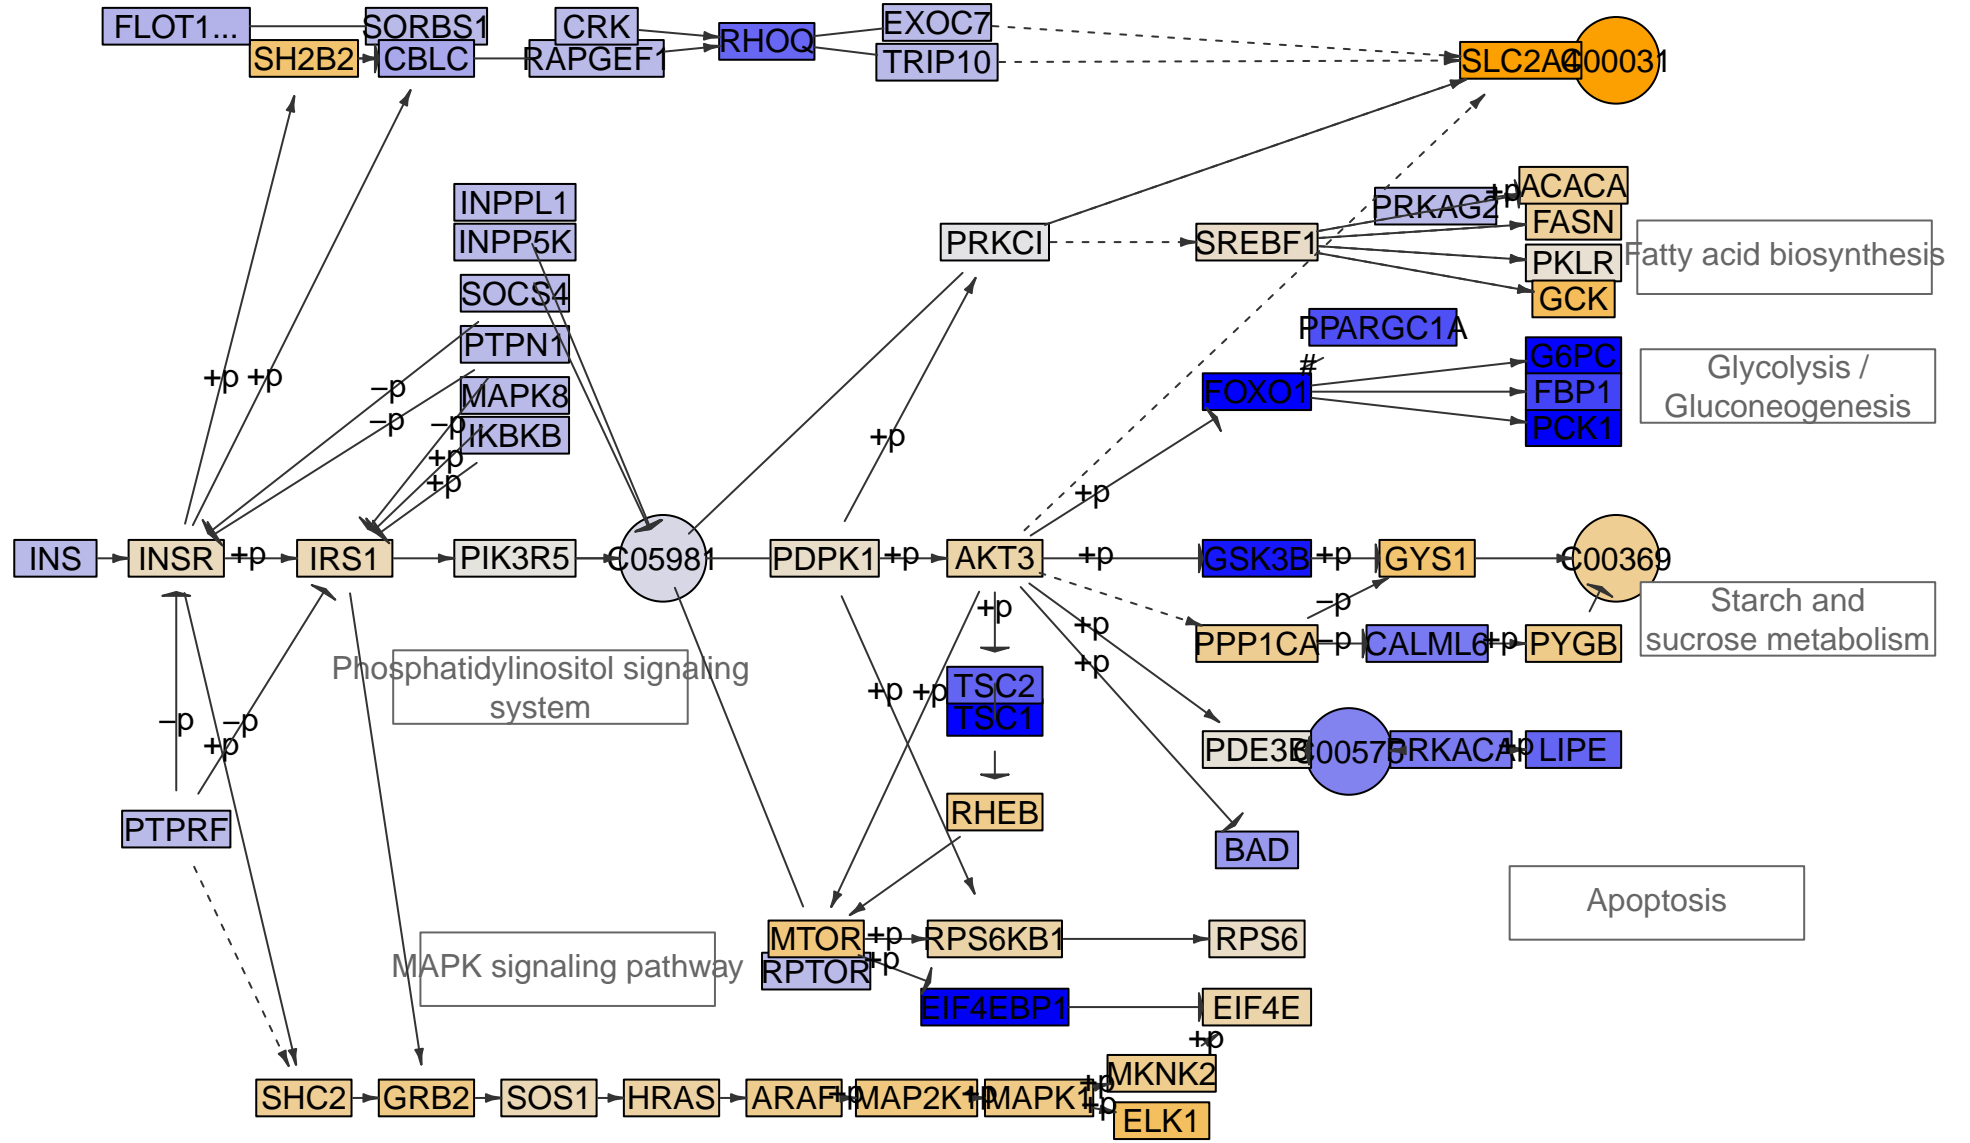 FLOT1...
SORBS1
CRK
EXOC7
SH2B2
CBLC
RAPGEF1
RHOQ
TRIP10
SLC2A4
C00031
INPPL1
INPP5K
SOCS4
PTPN1
MAPK8
IKBKB
PRKCI
SREBF1
PRKAG2
+p
ACACA
FASN
PKLR
GCK
Fatty acid biosynthesis
PPARGC1A
#
FOXO1
G6PC
FBP1
PCK1
Glycolysis /
Gluconeogenesis
+p
+p
–p
–p
–p
+p
+p
+p
+p
INS
INSR
+p
IRS1
PIK3R5
C05981
PDPK1
+p
AKT3
+p
GSK3B
+p
GYS1
C00369
+p
+p
–p
Starch and
sucrose metabolism
PPP1CA
–p
CALML6
+p
PYGB
+p
Phosphatidylinositol signaling
system
+p
+p
TSC2
TSC1
–p
+p
–p
PDE3B
C00575
PRKACA
+p
LIPE
PTPRF
RHEB
BAD
Apoptosis
MTOR
+p
RPS6KB1
RPS6
RPTOR
+p
MAPK signaling pathway
EIF4EBP1
EIF4E
+p
SHC2
GRB2
SOS1
HRAS
ARAF
+p
MAP2K1
+p
MAPK1
+p
+p
MKNK2
ELK1